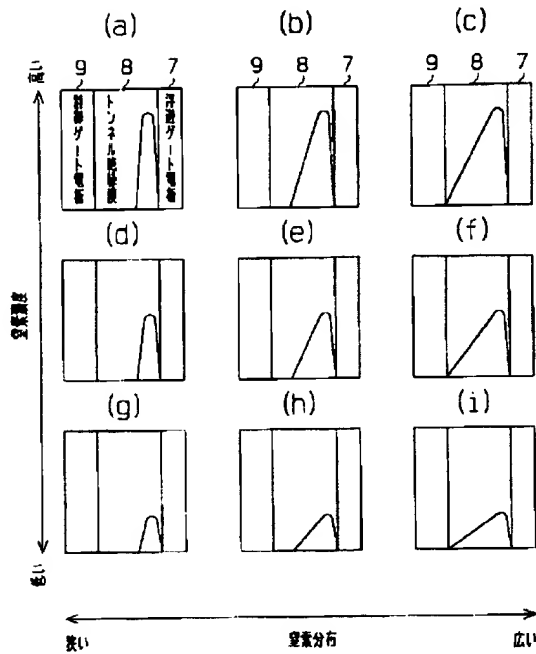 (a)
(b)
(c)
9 8 7
9 8 7
9 8 7
高い
制御ゲート電極
トンネル絶縁膜
浮遊ゲート電極
(d)
(e)
(f)
窒素濃度
(g)
(h)
(i)
低い
狭い
窒素分布
広い